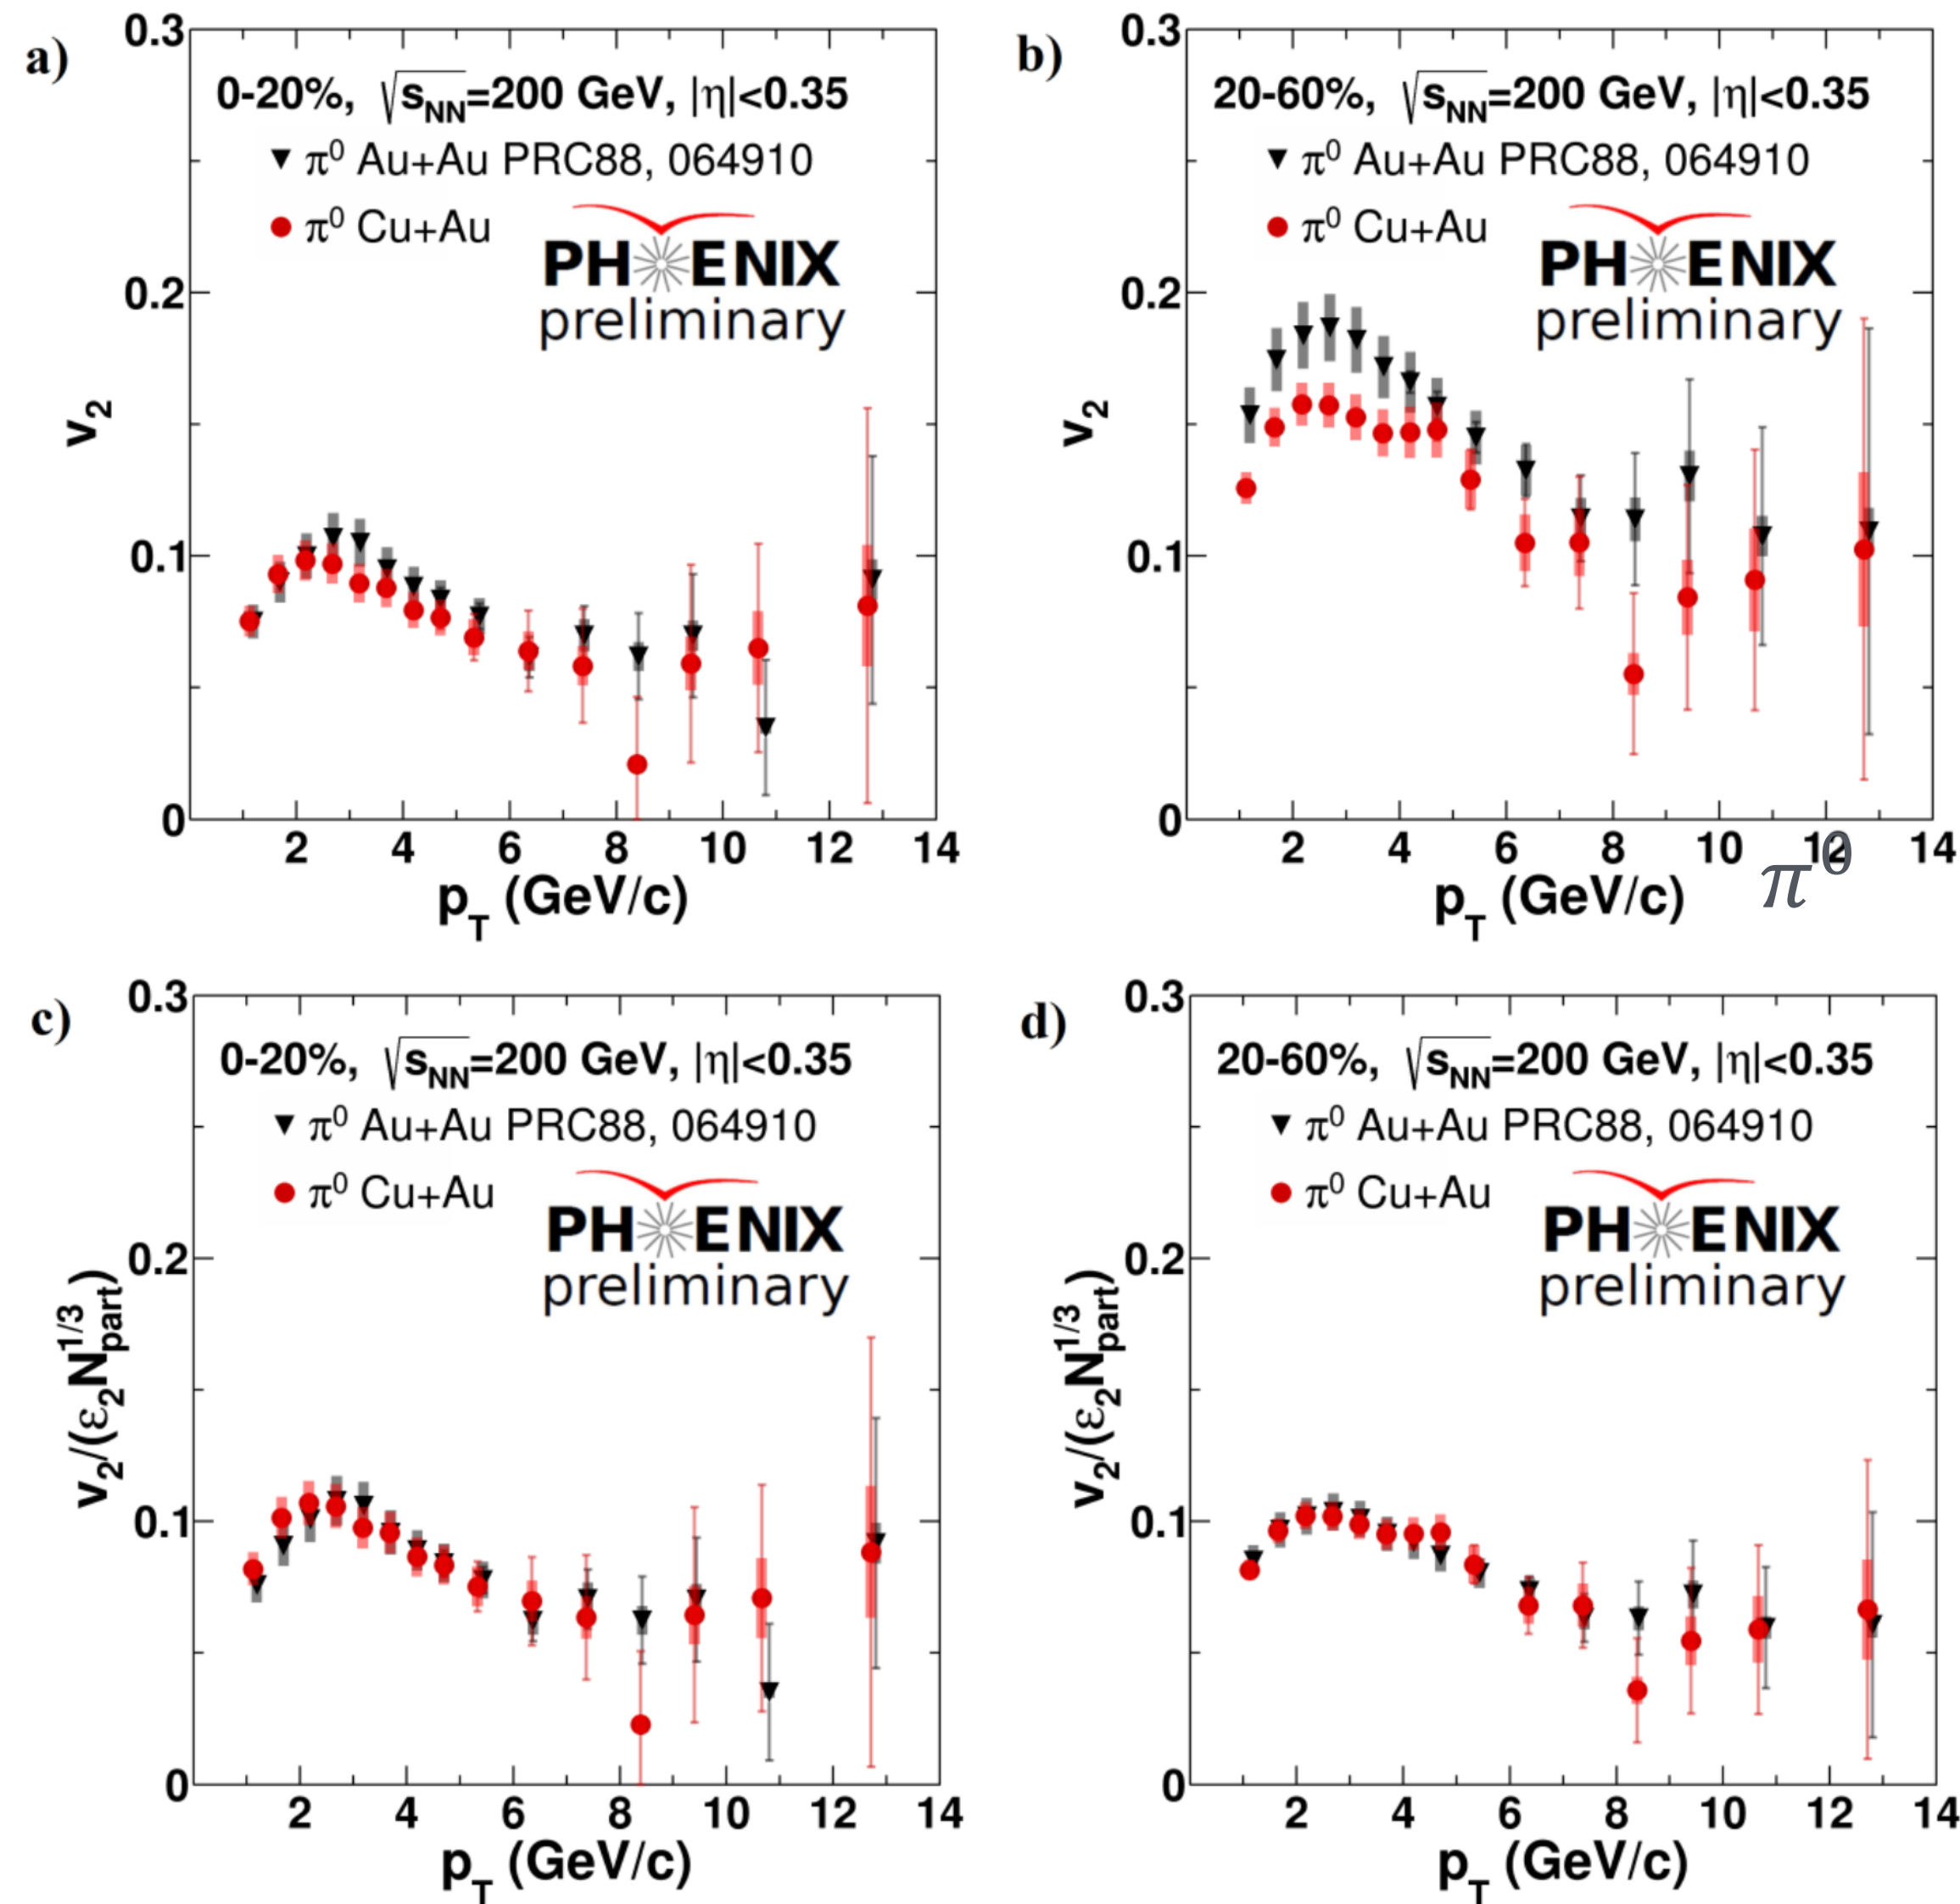 a)
0.3
0-20%, √sNN=200 GeV, |η|<0.35
π0 Au+Au PRC88, 064910
π0 Cu+Au
PHENIX
preliminary
0.2
v2
0.1
0
2 4 6 8 10 12 14
pT (GeV/c)
b)
0.3
20-60%, √sNN=200 GeV, |η|<0.35
π0 Au+Au PRC88, 064910
π0 Cu+Au
PHENIX
preliminary
0.2
v2
0.1
0
2 4 6 8 10 12 14
pT (GeV/c)
π0
c)
0.3
0-20%, √sNN=200 GeV, |η|<0.35
π0 Au+Au PRC88, 064910
π0 Cu+Au
PHENIX
preliminary
0.2
v2/(ε2N1/3part)
0.1
0
2 4 6 8 10 12 14
pT (GeV/c)
d)
0.3
20-60%, √sNN=200 GeV, |η|<0.35
π0 Au+Au PRC88, 064910
π0 Cu+Au
PHENIX
preliminary
0.2
v2/(ε2N1/3part)
0.1
0
2 4 6 8 10 12 14
pT (GeV/c)